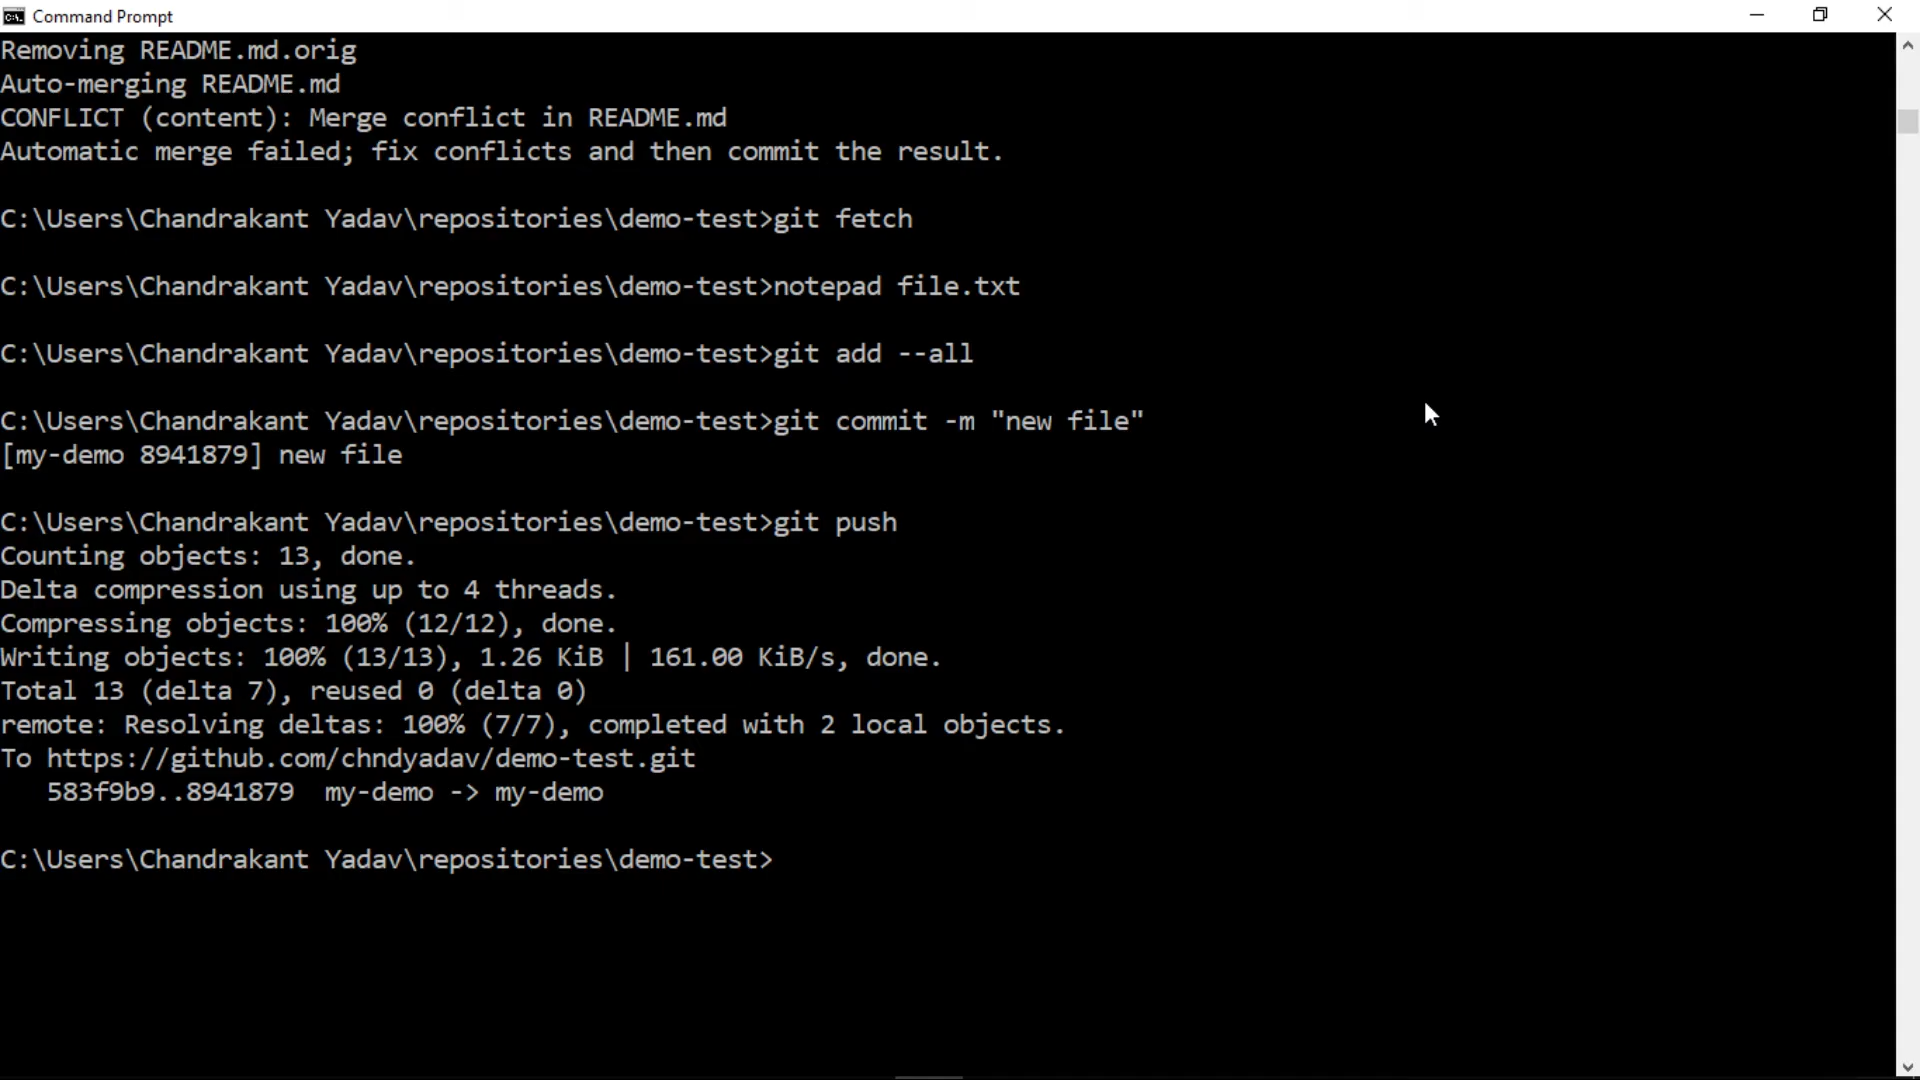 Command Prompt
Removing README.md.orig
Auto-merging README.md
CONFLICT (content): Merge conflict in README.md
Automatic merge failed; fix conflicts and then commit the result.
C:\Users\Chandrakant Yadav\repositories\demo-test>git fetch
C:\Users\Chandrakant Yadav\repositories\demo-test>notepad file.txt
C:\Users\Chandrakant Yadav\repositories\demo-test>git add --all
C:\Users\Chandrakant Yadav\repositories\demo-test>git commit -m "new file"
[my-demo 8941879] new file
C:\Users\Chandrakant Yadav\repositories\demo-test>git push
Counting objects: 13, done.
Delta compression using up to 4 threads.
Compressing objects: 100% (12/12), done.
Writing objects: 100% (13/13), 1.26 KiB | 161.00 KiB/s, done.
Total 13 (delta 7), reused 0 (delta 0)
remote: Resolving deltas: 100% (7/7), completed with 2 local objects.
To https://github.com/chndyadav/demo-test.git
   583f9b9..8941879  my-demo -> my-demo
C:\Users\Chandrakant Yadav\repositories\demo-test>